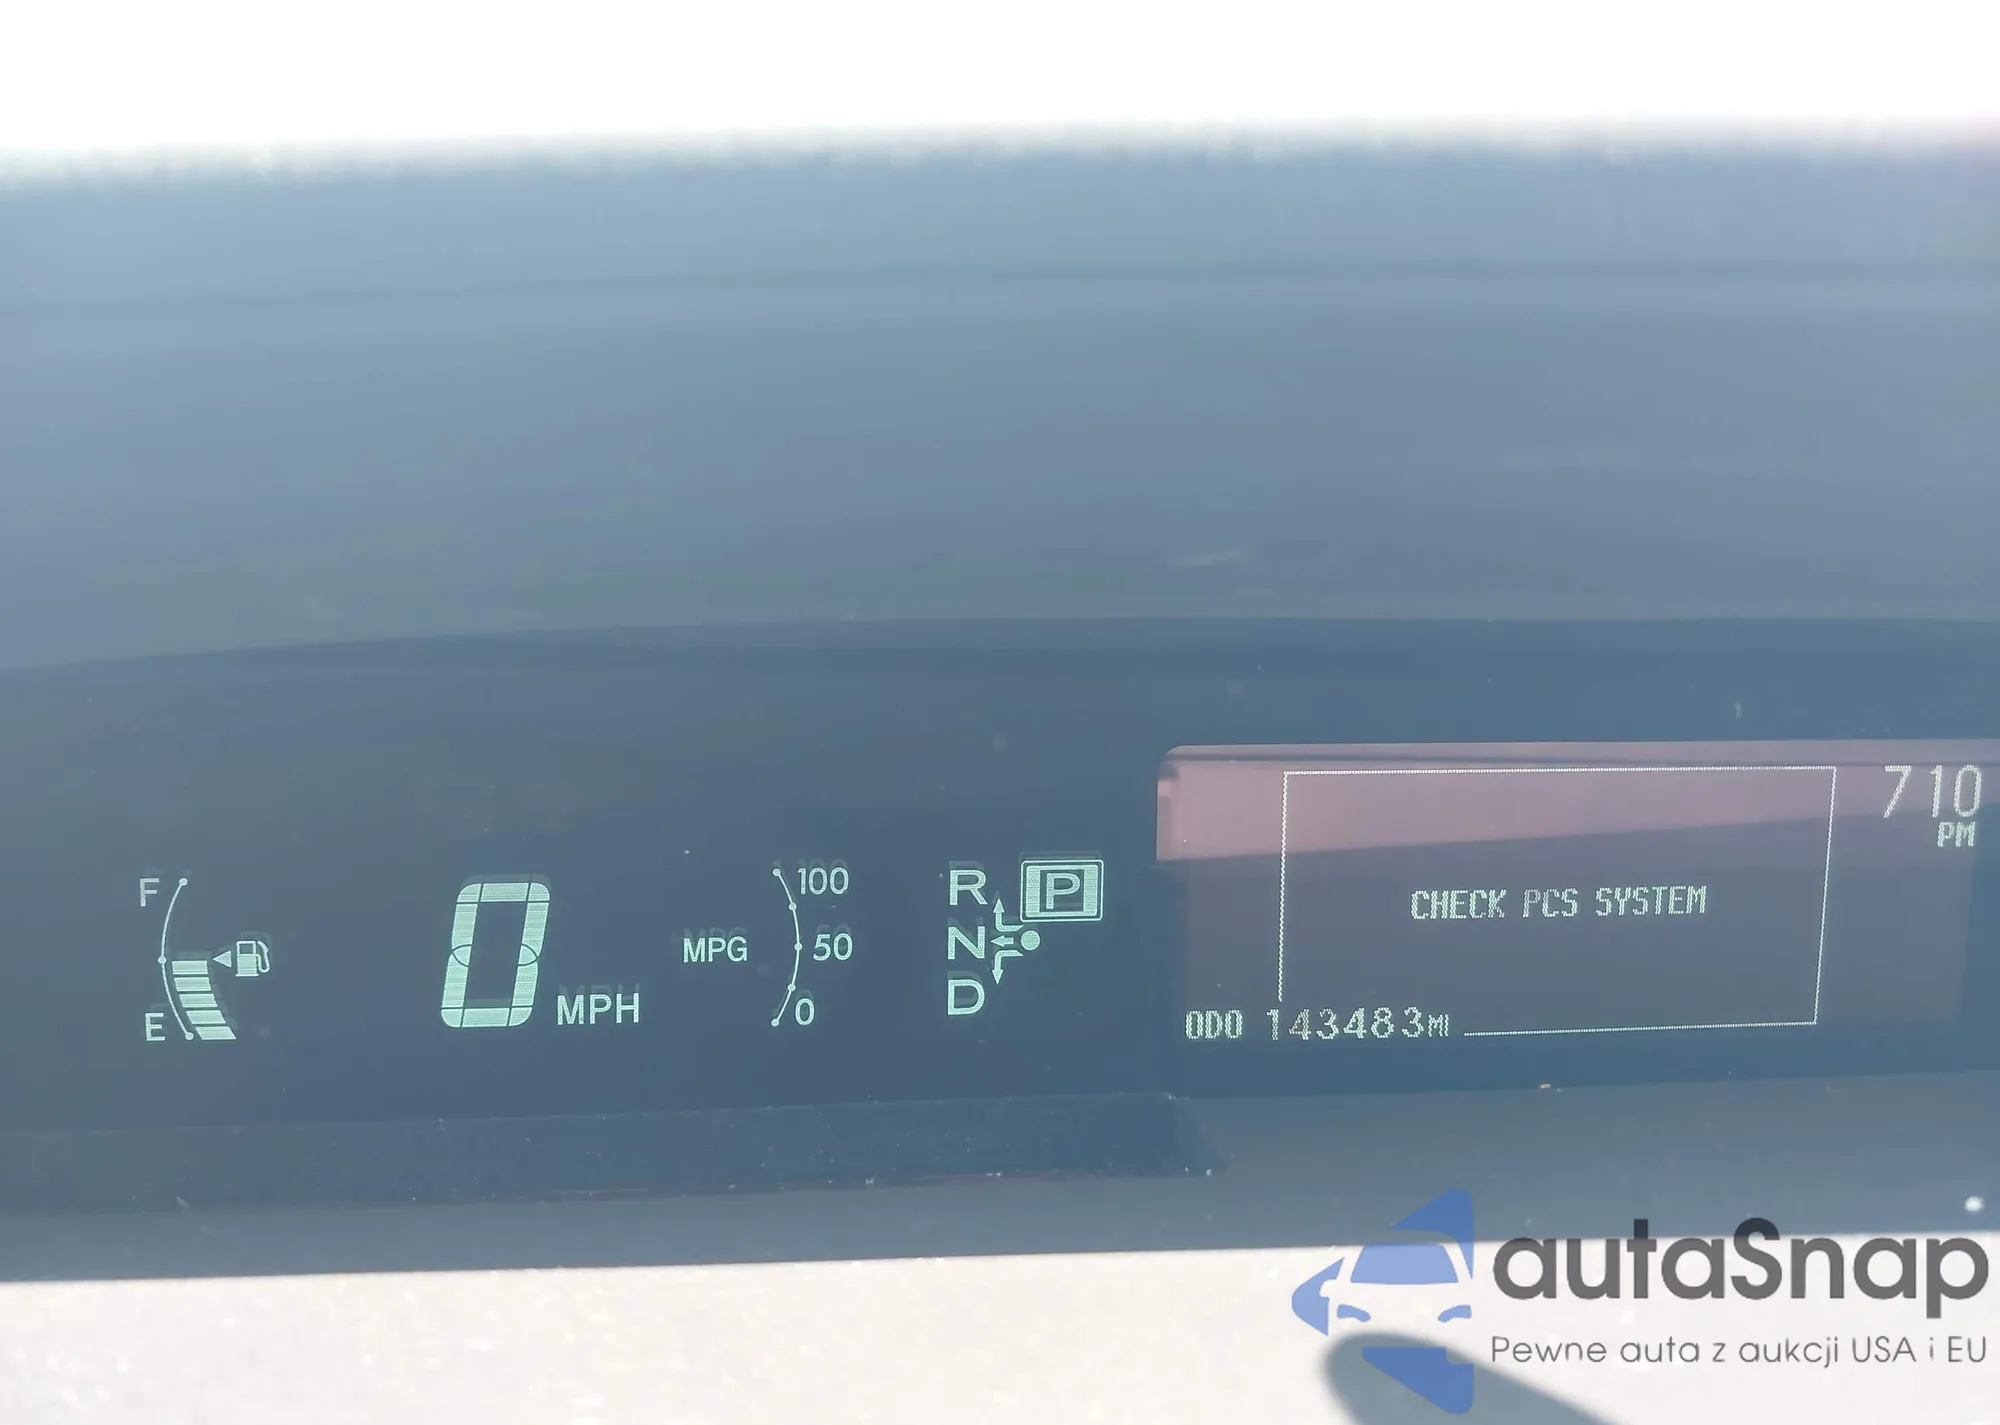 F
E
0 MPH
MPG
100
50
0
R
N
D
P
710
PM
CHECK PCS SYSTEM
ODO 143483MI
autaSnap
Pewne auta z aukcji USA i EU